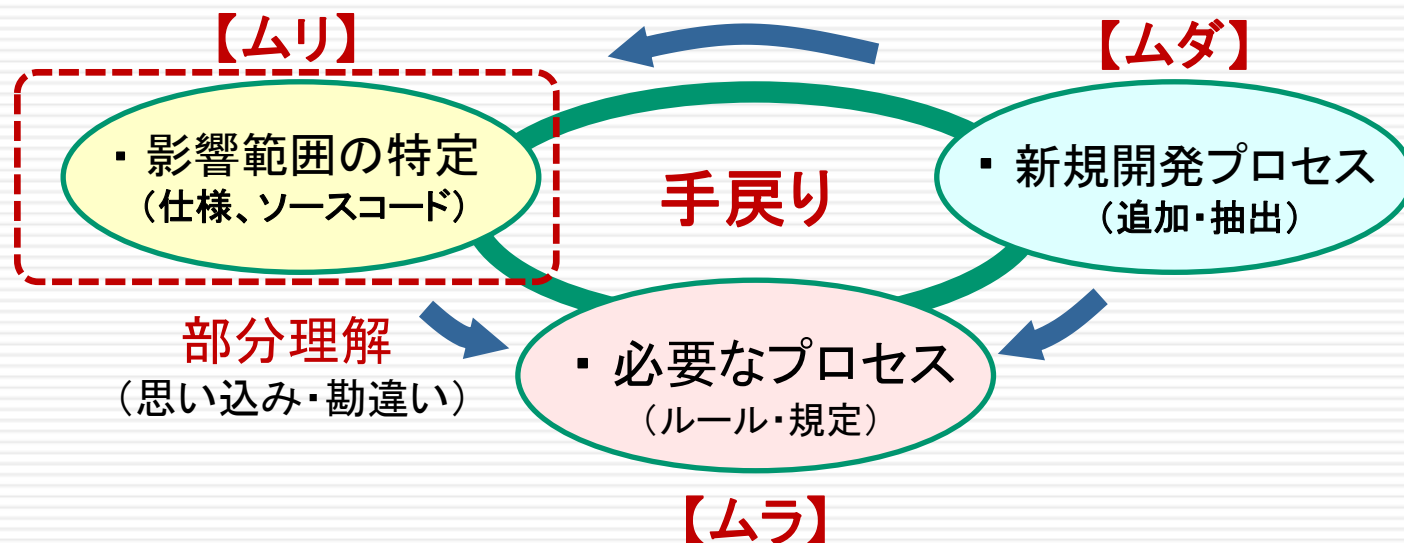 【ムリ】
【ムダ】
・影響範囲の特定
（仕様、ソースコード）
手戻り
・新規開発プロセス
（追加・抽出）
部分理解
（思い込み・勘違い）
・必要なプロセス
（ルール・規定）
【ムラ】